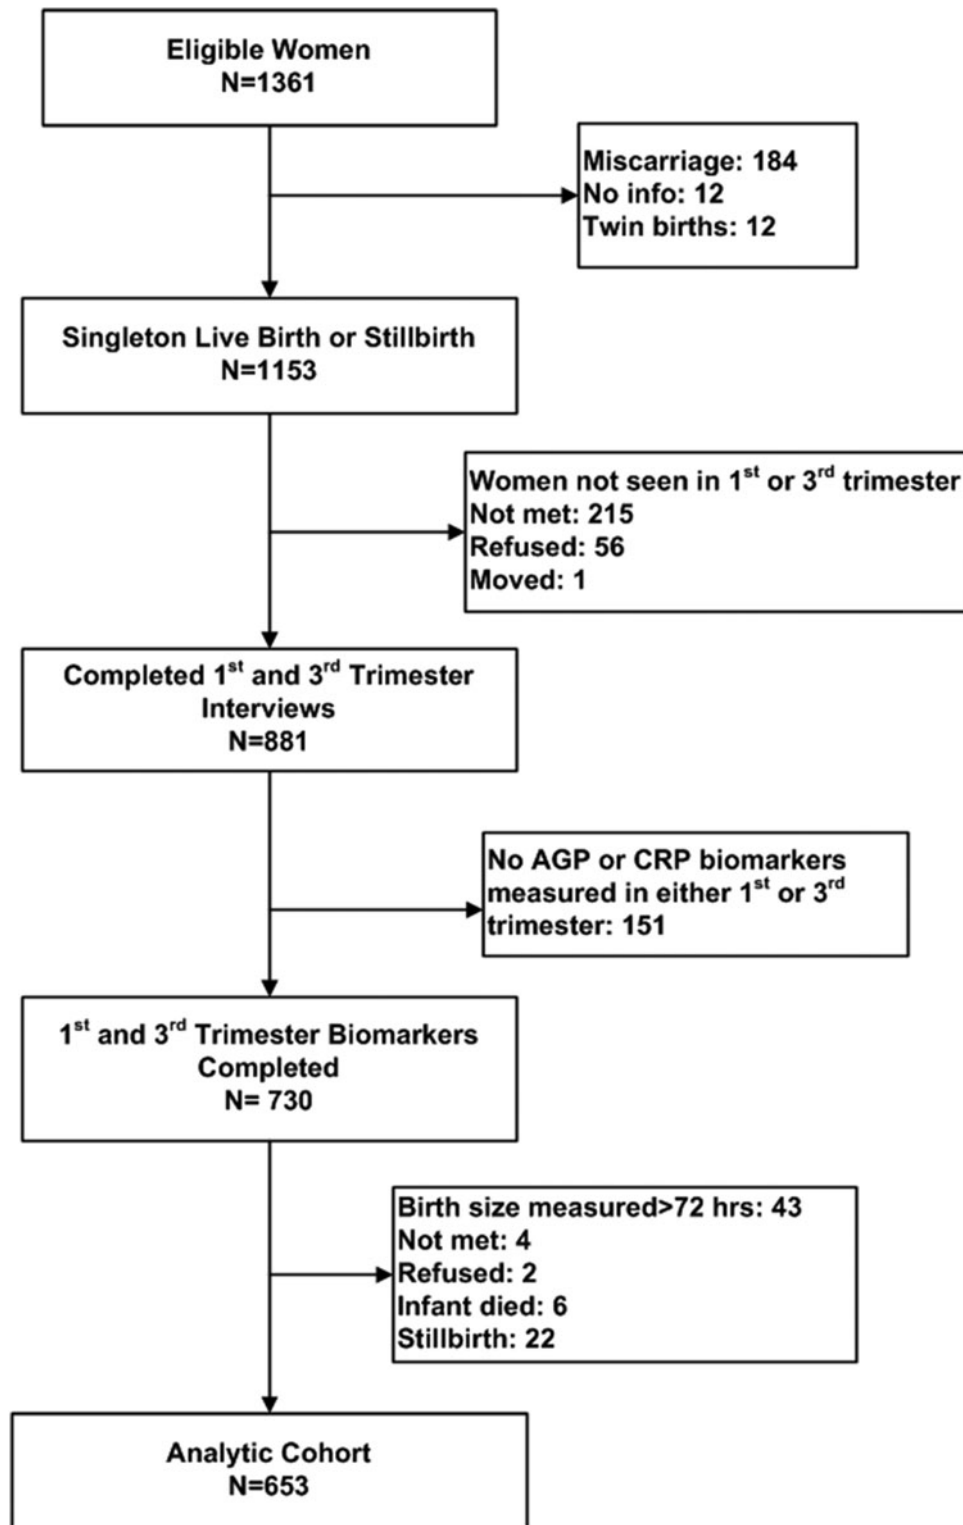 Eligible Women
N=1361
Miscarriage: 184
No info: 12
Twin births: 12
Singleton Live Birth or Stillbirth
N=1153
Women not seen in 1st or 3rd trimester
Not met: 215
Refused: 56
Moved: 1
Completed 1st and 3rd Trimester
Interviews
N=881
No AGP or CRP biomarkers
measured in either 1st or 3rd
trimester: 151
1st and 3rd Trimester Biomarkers
Completed
N= 730
Birth size measured>72 hrs: 43
Not met: 4
Refused: 2
Infant died: 6
Stillbirth: 22
Analytic Cohort
N=653